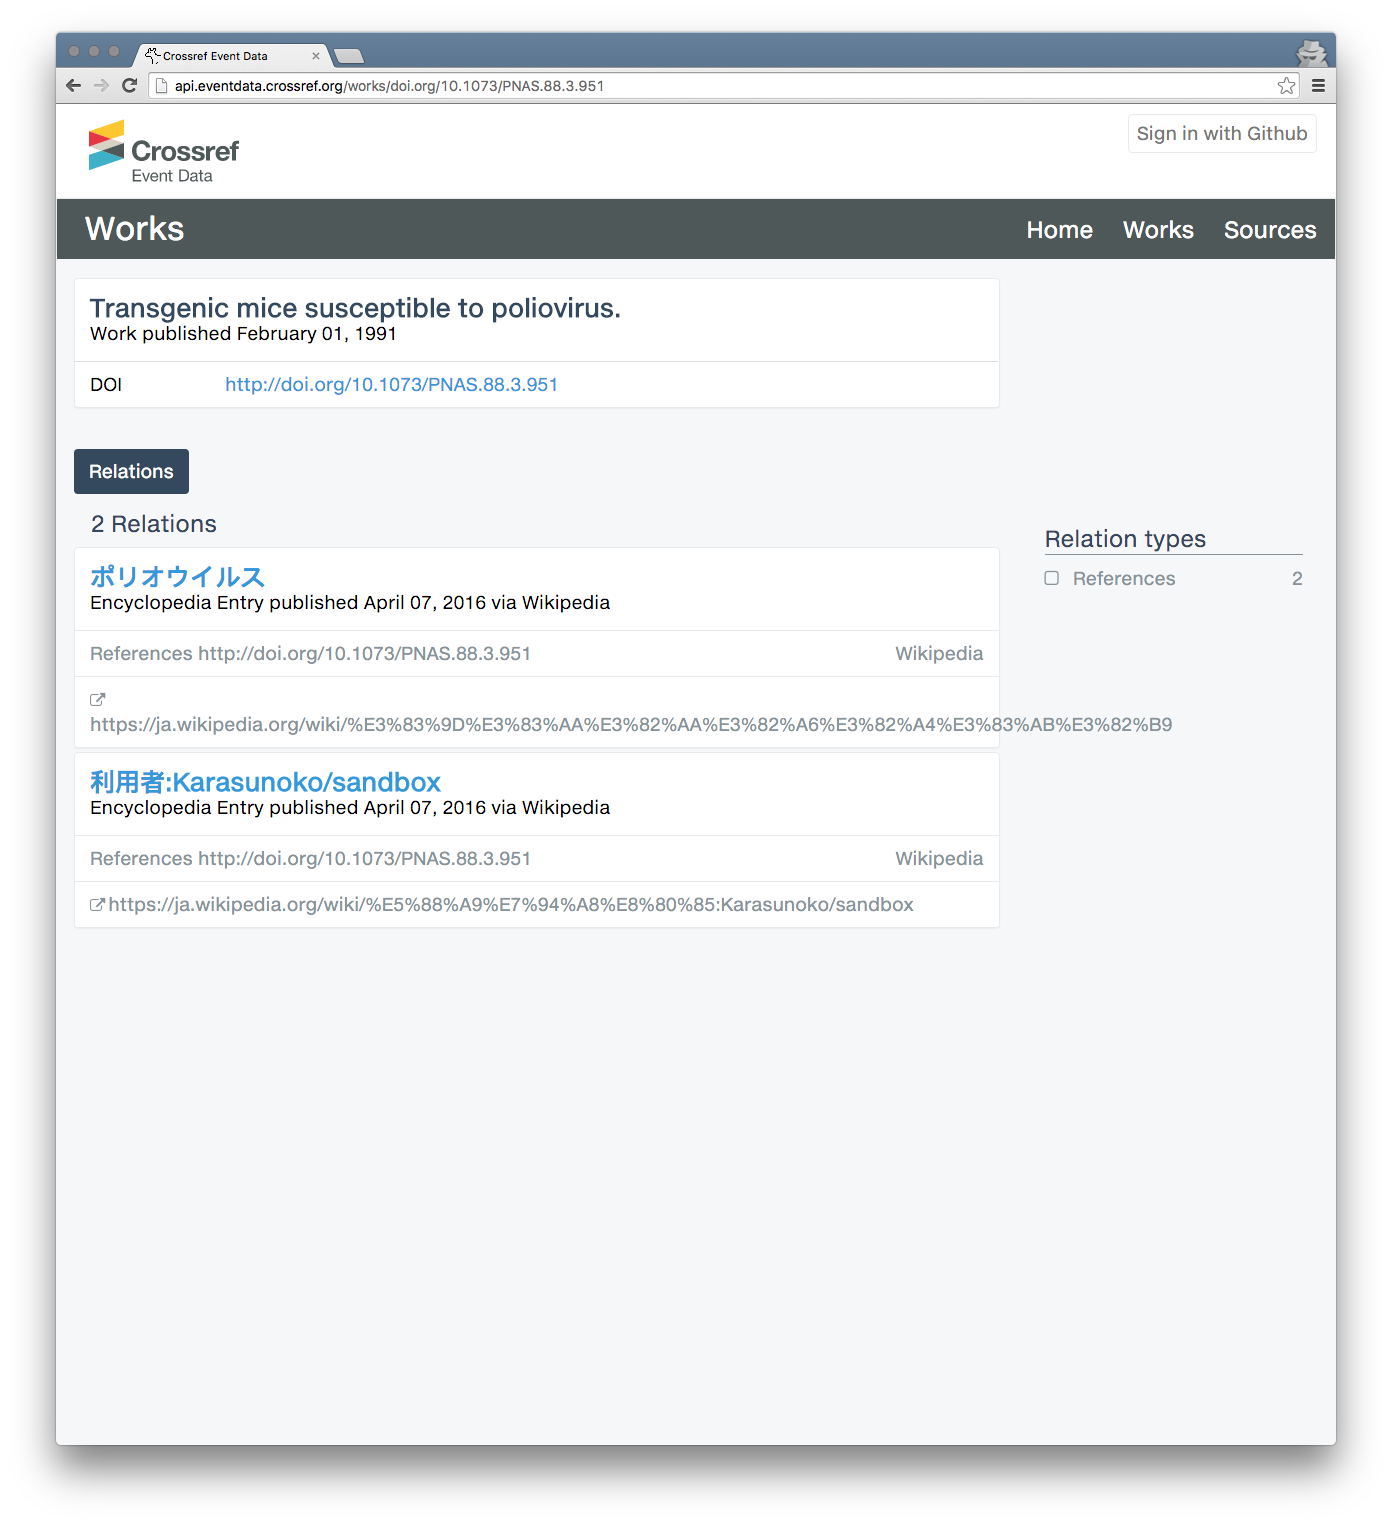 Crossref Event Data
api.eventdata.crossref.org/works/doi.org/10.1073/PNAS.88.3.951
Crossref
Event Data
Sign in with Github
Works
Home Works Sources
Transgenic mice susceptible to poliovirus.
Work published February 01, 1991
DOI http://doi.org/10.1073/PNAS.88.3.951
Relations
2 Relations
Relation types
References 2
ポリオウイルス
Encyclopedia Entry published April 07, 2016 via Wikipedia
References http://doi.org/10.1073/PNAS.88.3.951 Wikipedia
https://ja.wikipedia.org/wiki/%E3%83%9D%E3%83%AA%E3%82%AA%E3%82%A6%E3%82%A4%E3%83%AB%E3%82%B9
利用者:Karasunoko/sandbox
Encyclopedia Entry published April 07, 2016 via Wikipedia
References http://doi.org/10.1073/PNAS.88.3.951 Wikipedia
https://ja.wikipedia.org/wiki/%E5%88%A9%E7%94%A8%E8%80%85:Karasunoko/sandbox